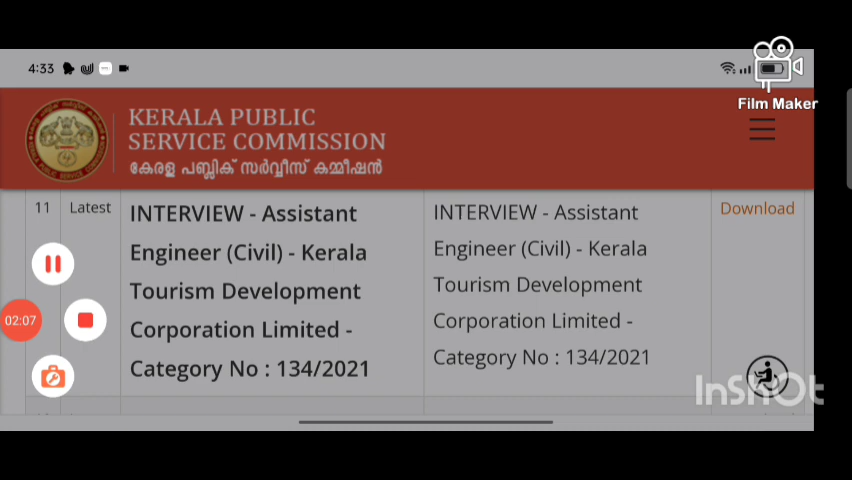 4:33
Film Maker
KERALA PUBLIC
SERVICE COMMISSION
കേരള പബ്ലിക് സർവ്വീസ് കമ്മീഷൻ
11 Latest INTERVIEW - Assistant Engineer (Civil) - Kerala Tourism Development Corporation Limited - Category No : 134/2021
INTERVIEW - Assistant
Engineer (Civil) - Kerala
Tourism Development
Corporation Limited -
Category No : 134/2021
Download
02:07
InShOt